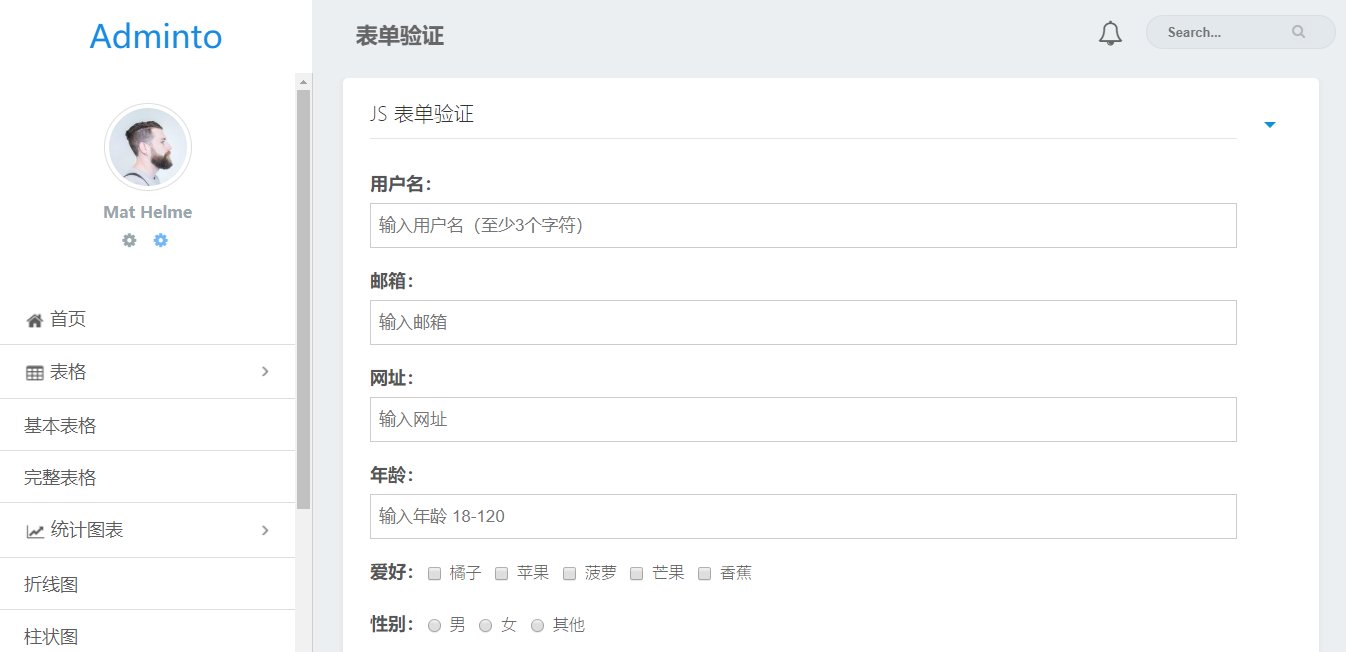 Adminto
Mat Helme
首页
表格
基本表格
完整表格
统计图表
折线图
柱状图
表单验证
Search...
JS 表单验证
用户名：
输入用户名（至少3个字符）
邮箱：
输入邮箱
网址：
输入网址
年龄：
输入年龄 18-120
爱好： 橘子 苹果 菠萝 芒果 香蕉
性别： 男 女 其他